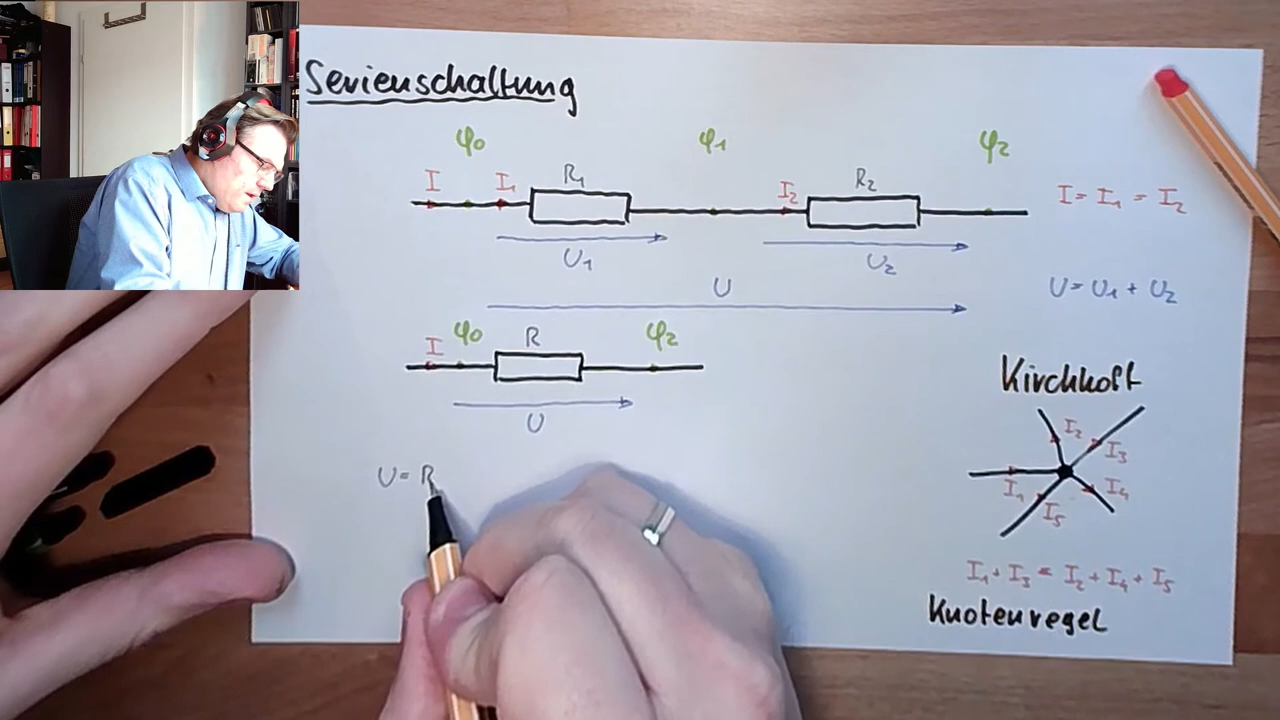 Serienschaltung
φ0 φ1 φ2
I I1 R1 I2 R2
I = I1 = I2
U1 U2
U
U = U1 + U2
I φ0 R φ2
U
Kirchhoff
I2
I3
I1 I4
I5
U = R
I1 + I3 = I2 + I4 + I5
Knotenregel